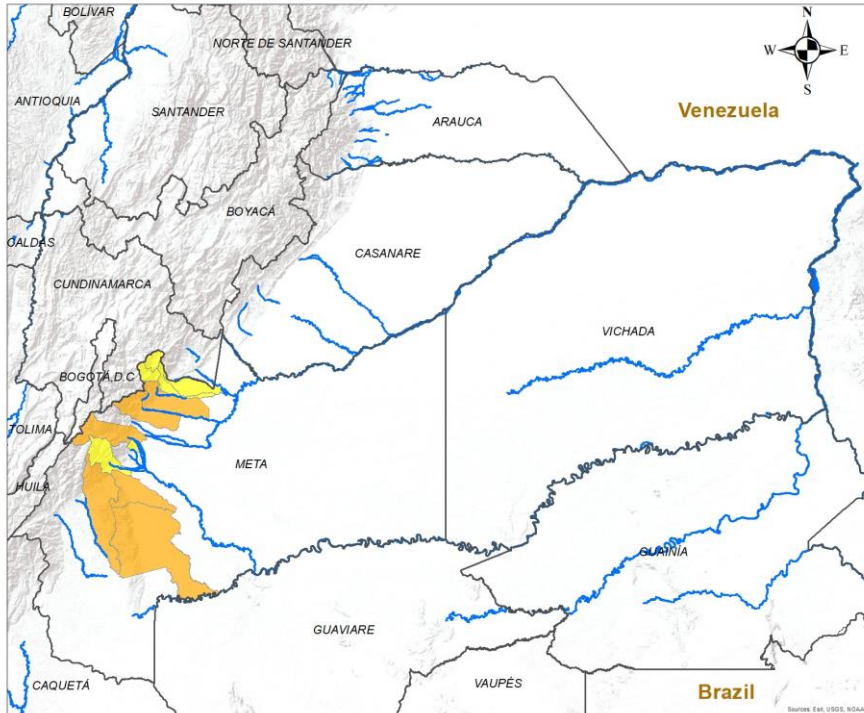 BOLÍVAR
N
W E
S
NORTE DE SANTANDER
ANTIOQUIA
SANTANDER
ARAUCA
Venezuela
BOYACÁ
CALDAS
CASANARE
CUNDINAMARCA
VICHADA
BOGOTÁ, D.C
TOLIMA
META
HUILA
GUAINÍA
GUAVIARE
CAQUETÁ
VAUPÉS
Brazil
Sources: Esri, USGS, NOAA